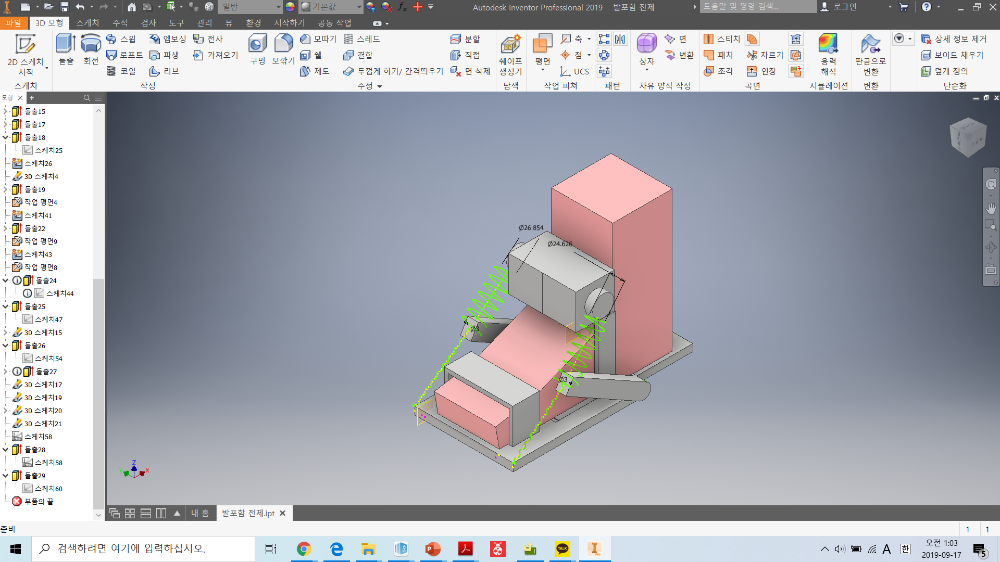 PRO
일반
기본값
fx
Autodesk Inventor Professional 2019 발포함 전제
도움말 및 명령 검색...
로그인
파일 3D 모형 스케치 주석 검사 도구 관리 뷰 환경 시작하기 공동 작업
2D 스케치
시작
돌출
회전
스윕
로프트
코일
엠보싱
파생
리브
전사
가져오기
구멍
모깎기
모따기
쉘
제도
스레드
결합
두껍게 하기/ 간격띄우기
분할
직접
면 삭제
쉐이프
생성기
평면
축
점
UCS
상자
면
변환
스티치
패치
조각
자르기
연장
응력
해석
판금으로
변환
상세 정보 제거
보이드 채우기
덮개 정의
스케치 작성 수정 탐색 작업 피쳐 패턴 자유 양식 작성 곡면 시뮬레이션 변환 단순화
모형
돌출15
돌출17
돌출18
스케치25
스케치26
3D 스케치4
돌출19
작업 평면4
스케치41
돌출22
작업 평면9
스케치43
작업 평면8
돌출24
스케치44
돌출25
스케치47
3D 스케치15
돌출26
스케치54
돌출27
3D 스케치17
3D 스케치19
3D 스케치20
3D 스케치21
스케치58
돌출28
스케치58
돌출29
스케치60
부품의 끝
Ø26.854
Ø24.626
Ø3
Ø3
Z
Y
X
내 홈
발포함 전제.ipt
준비
1 1
검색하려면 여기에 입력하십시오.
TALK
PRO
A
한
오전 1:03
2019-09-17
5